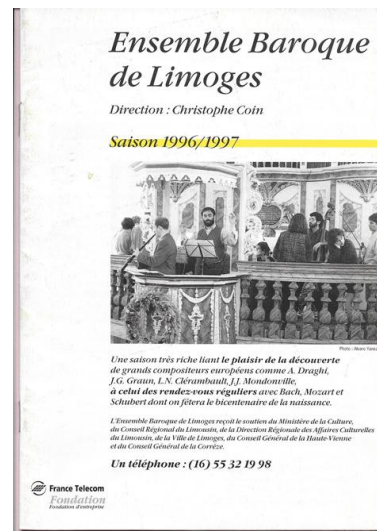 Ensemble Baroque
de Limoges
Direction : Christophe Coin
Saison 1996/1997
Une saison très riche liant le plaisir de la découverte
de grands compositeurs européens comme A. Draghi,
J.G. Graun, L.N. Clérambault, J.J. Mondonville,
à celui des rendez-vous réguliers avec Bach, Mozart et
Schubert dont on fêtera le bicentenaire de la naissance.
L'Ensemble Baroque de Limoges reçoit le soutien du Ministère de la Culture,
du Conseil Régional du Limousin, de la Direction Régionale des Affaires Culturelles
du Limousin, de la Ville de Limoges, du Conseil Général de la Haute-Vienne
et du Conseil Général de la Corrèze.
Un téléphone : (16) 55 32 19 98
France Telecom
Fondation
Fondation d'entreprise